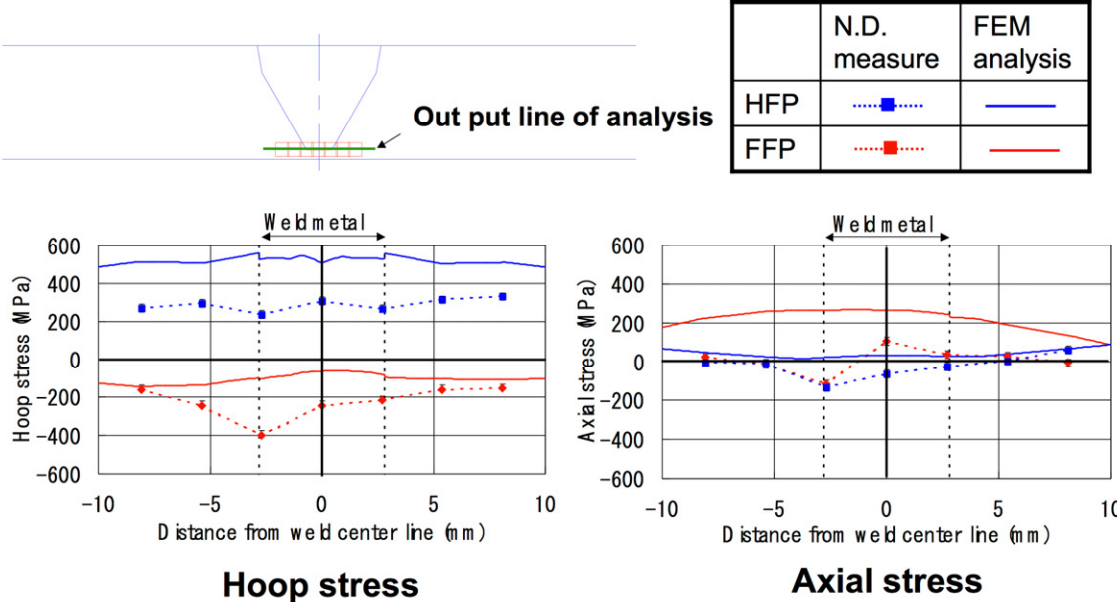 Out put line of analysis
N.D. measure FEM analysis
HFP
FFP
Weld metal
600
400
200
0
-200
-400
-600
Hoop stress (MPa)
-10 -5 0 5 10
Distance from weld center line (mm)
Hoop stress
Weld metal
600
400
200
0
-200
-400
-600
Axial stress (MPa)
-10 -5 0 5 10
Distance from weld center line (mm)
Axial stress